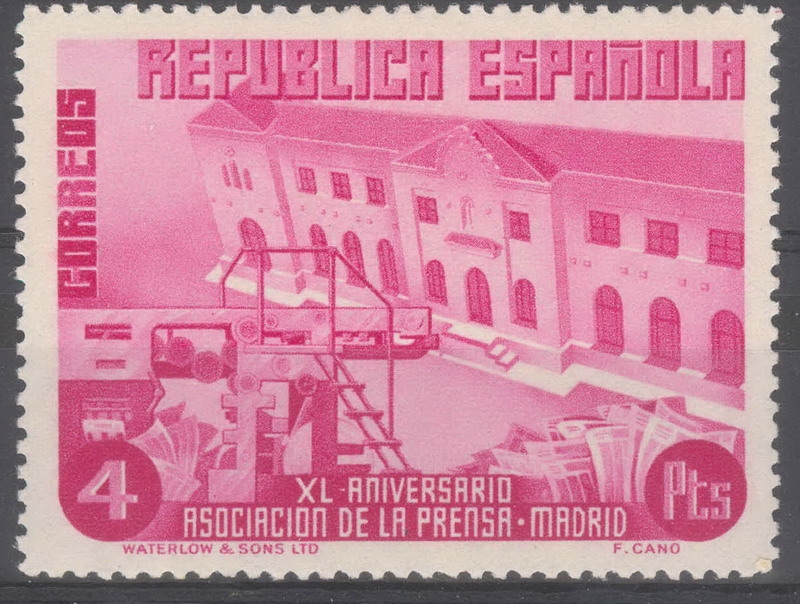 REPUBLICA ESPAÑOLA
CORREOS
4
XL·ANIVERSARIO
ASOCIACION DE LA PRENSA·MADRID
Pts
WATERLOW & SONS LTD
F. CANO